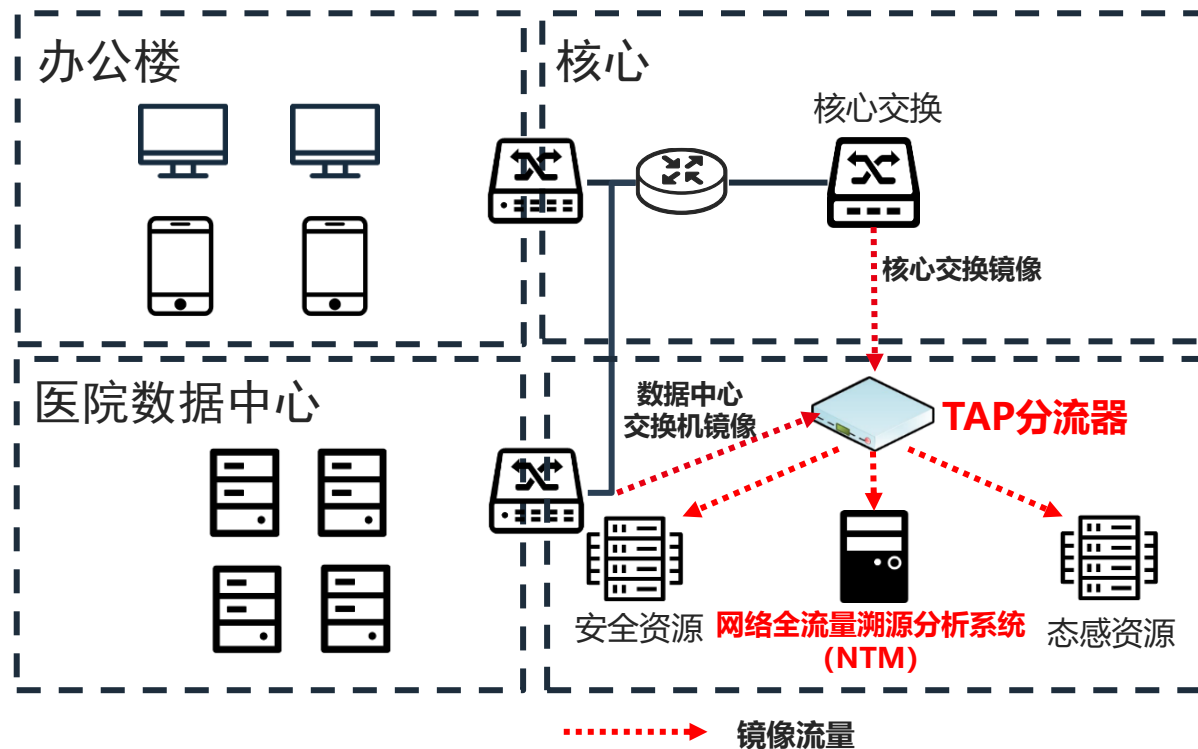 办公楼
核心
核心交换
核心交换镜像
医院数据中心
数据中心
交换机镜像
TAP分流器
安全资源
网络全流量溯源分析系统
（NTM）
态感资源
镜像流量